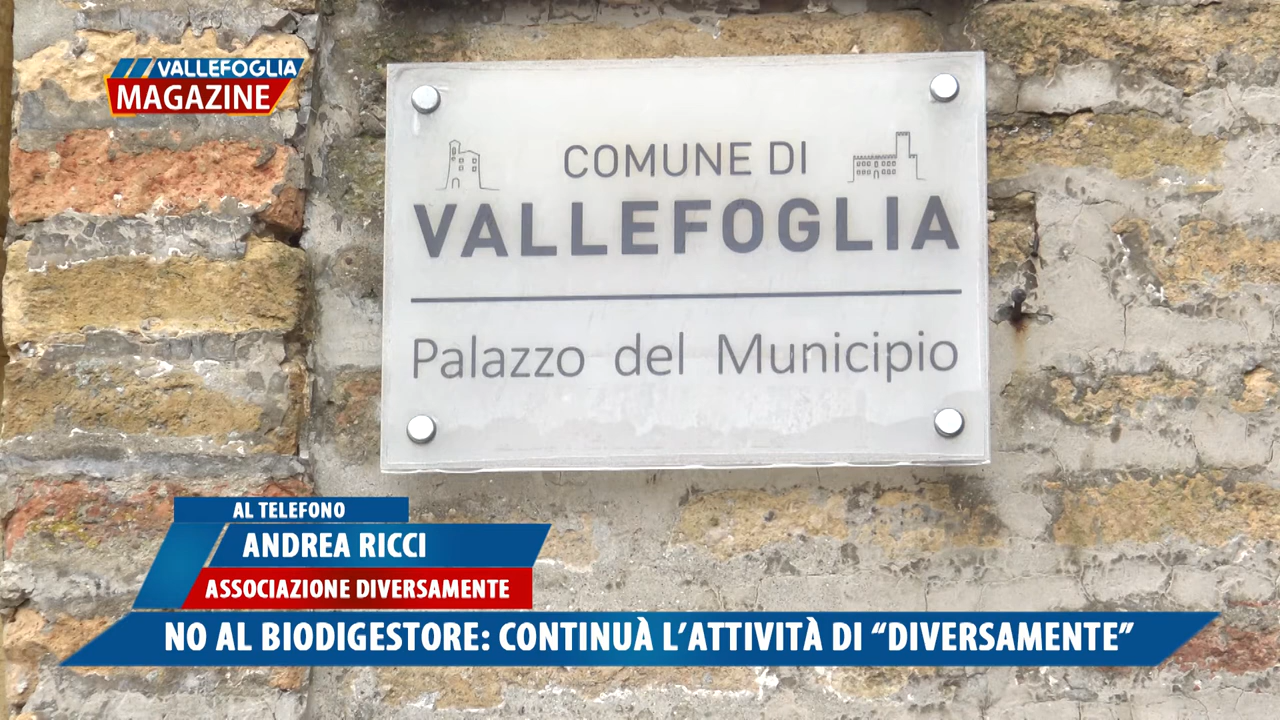 VALLEFOGLIA
MAGAZINE
COMUNE DI
VALLEFOGLIA
Palazzo del Municipio
AL TELEFONO
ANDREA RICCI
ASSOCIAZIONE DIVERSAMENTE
NO AL BIODIGESTORE: CONTINUÀ L’ATTIVITÀ DI “DIVERSAMENTE”